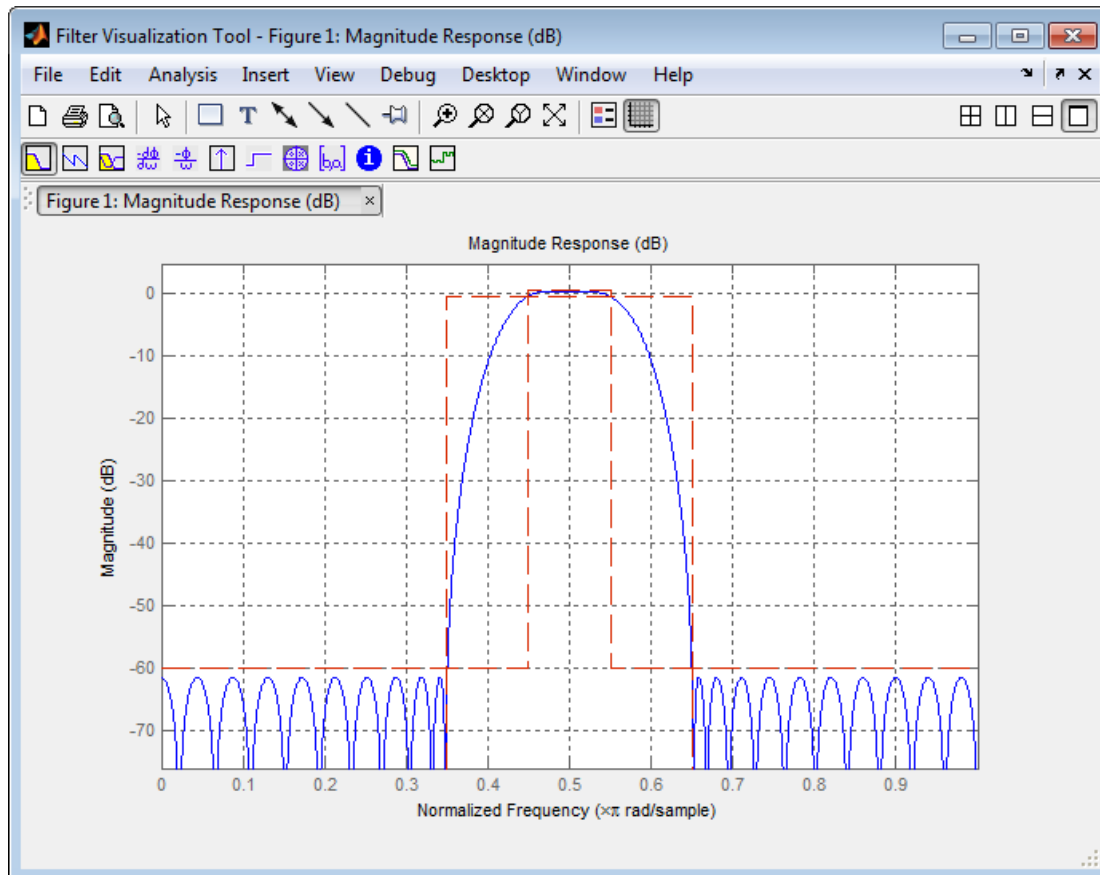 Filter Visualization Tool - Figure 1: Magnitude Response (dB)
File Edit Analysis Insert View Debug Desktop Window Help
T
[b,a]
i
Figure 1: Magnitude Response (dB) ×
Magnitude Response (dB)
Magnitude (dB)
0
-10
-20
-30
-40
-50
-60
-70
0 0.1 0.2 0.3 0.4 0.5 0.6 0.7 0.8 0.9
Normalized Frequency (×π rad/sample)